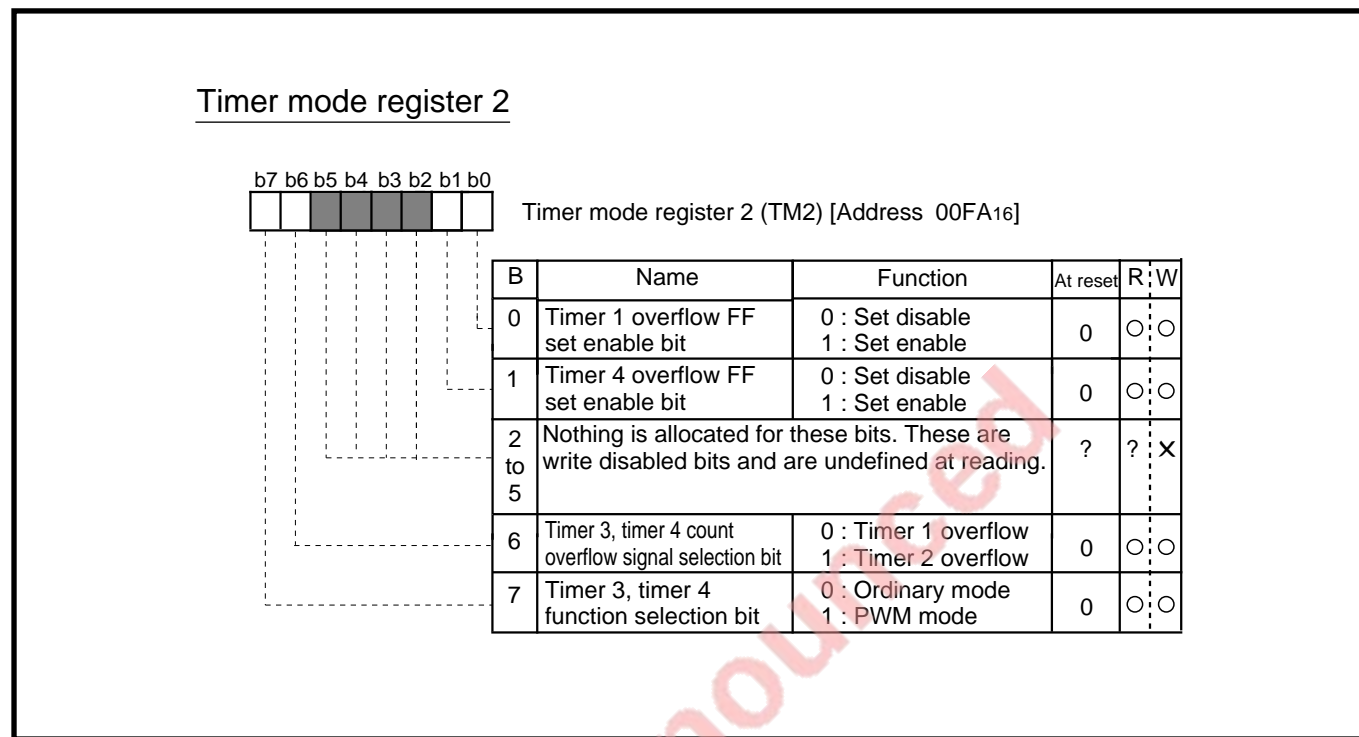 Timer mode register 2
b7 b6 b5 b4 b3 b2 b1 b0
Timer mode register 2 (TM2) [Address 00FA16]
B Name Function At reset R W
0 Timer 1 overflow FF set enable bit 0 : Set disable 1 : Set enable 0 ○ ○
1 Timer 4 overflow FF set enable bit 0 : Set disable 1 : Set enable 0 ○ ○
2 to 5 Nothing is allocated for these bits. These are write disabled bits and are undefined at reading. ? ? ×
6 Timer 3, timer 4 count overflow signal selection bit 0 : Timer 1 overflow 1 : Timer 2 overflow 0 ○ ○
7 Timer 3, timer 4 function selection bit 0 : Ordinary mode 1 : PWM mode 0 ○ ○